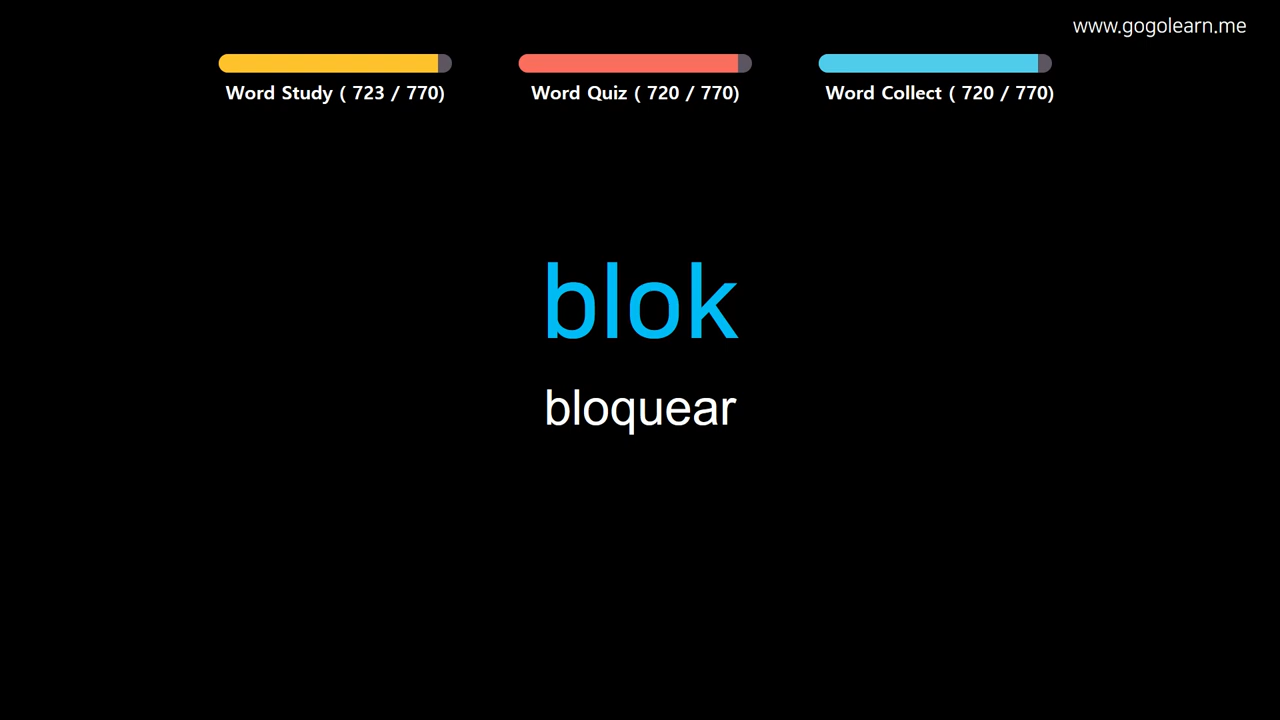 www.gogolearn.me
Word Study ( 723 / 770)
Word Quiz ( 720 / 770)
Word Collect ( 720 / 770)
blok
bloquear